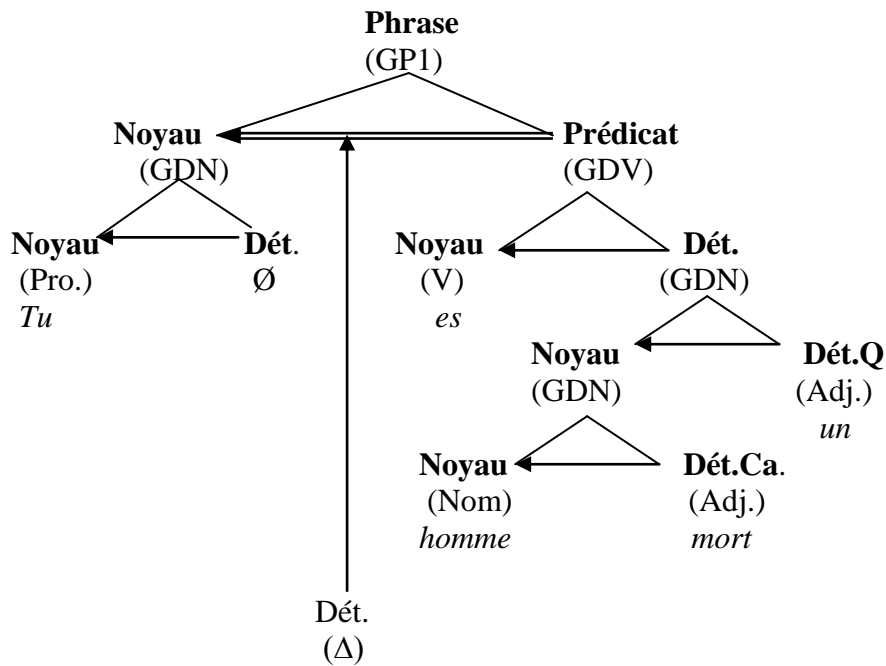 Phrase
(GP1)
Noyau Prédicat
(GDN) (GDV)
Noyau Dét. Noyau Dét.
(Pro.) Ø (V) (GDN)
Tu es
Noyau Dét.Q
(GDN) (Adj.)
un
Noyau Dét.Ca.
(Nom) (Adj.)
homme mort
Dét.
(Δ)